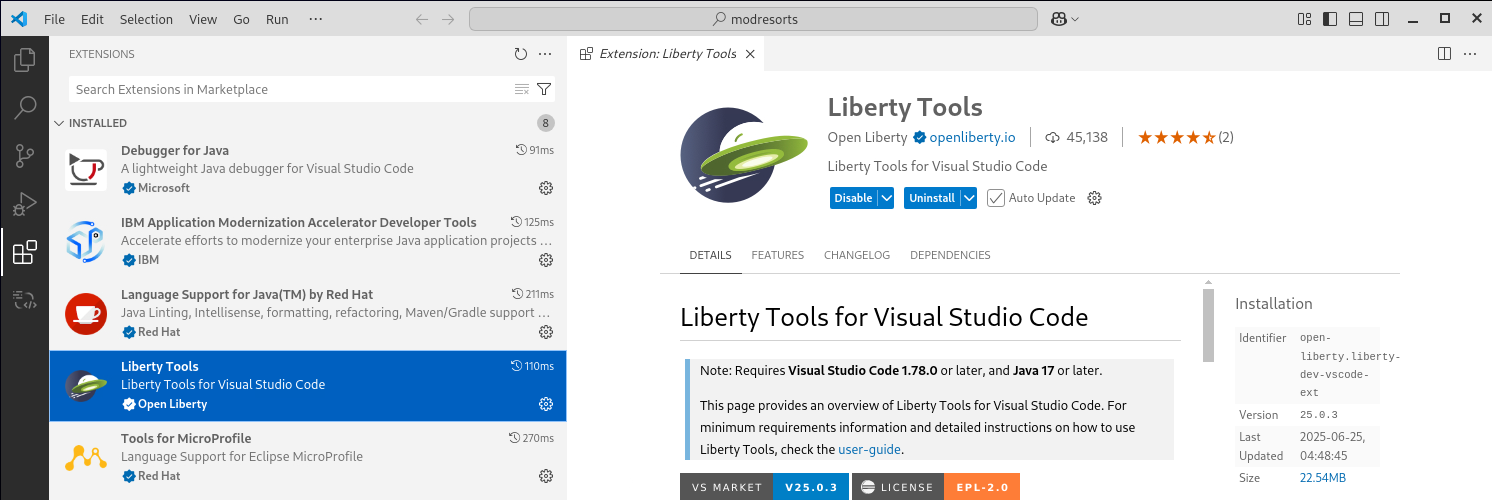 File Edit Selection View Go Run ···
modresorts
EXTENSIONS
Search Extensions in Marketplace
INSTALLED 8
Debugger for Java 91ms
A lightweight Java debugger for Visual Studio Code
Microsoft
IBM Application Modernization Accelerator Developer Tools 125ms
Accelerate efforts to modernize your enterprise Java application projects ...
IBM
Language Support for Java(TM) by Red Hat 211ms
Java Linting, Intellisense, formatting, refactoring, Maven/Gradle support ...
Red Hat
Liberty Tools 110ms
Liberty Tools for Visual Studio Code
Open Liberty
Tools for MicroProfile 270ms
Language Support for Eclipse MicroProfile
Red Hat
Extension: Liberty Tools
Liberty Tools
Open Liberty openliberty.io 45,138 (2)
Liberty Tools for Visual Studio Code
Disable Uninstall Auto Update
DETAILS FEATURES CHANGELOG DEPENDENCIES
Liberty Tools for Visual Studio Code
Note: Requires Visual Studio Code 1.78.0 or later, and Java 17 or later.
This page provides an overview of Liberty Tools for Visual Studio Code. For
minimum requirements information and detailed instructions on how to use
Liberty Tools, check the user-guide.
VS MARKET V25.0.3 LICENSE EPL-2.0
Installation
Identifier open-
liberty.liberty-
dev-vscode-
ext
Version 25.0.3
Last 2025-06-25,
Updated 04:48:45
Size 22.54MB